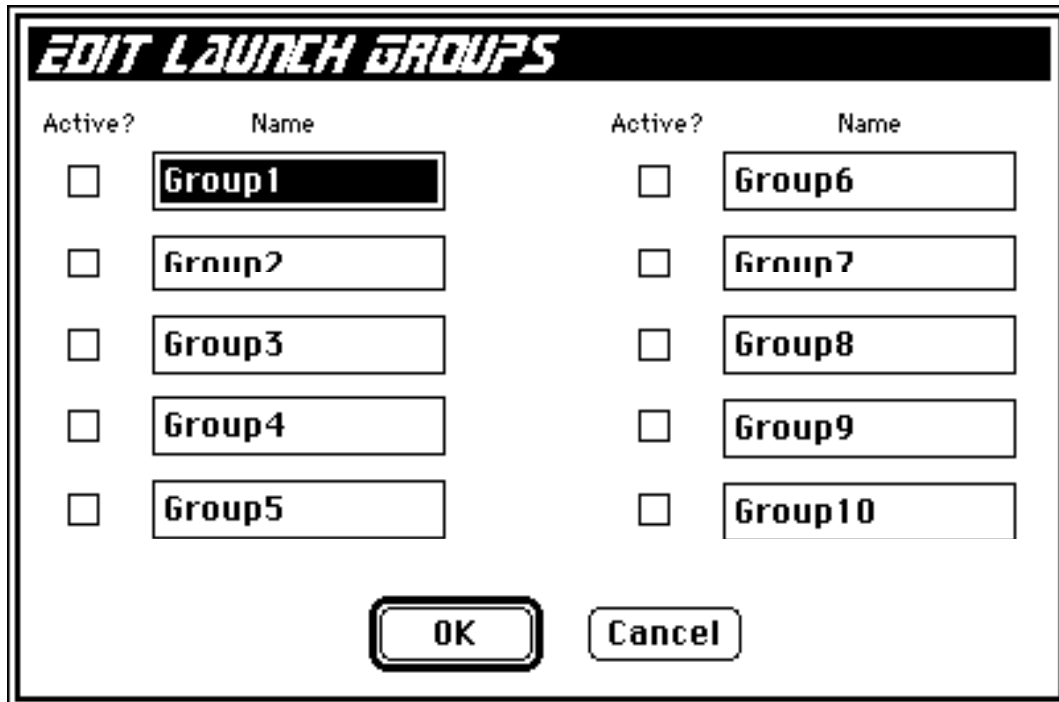 EDIT LAUNCH GROUPS
Active? Name Active? Name
Group1 Group6
Group2 Group7
Group3 Group8
Group4 Group9
Group5 Group10
OK Cancel